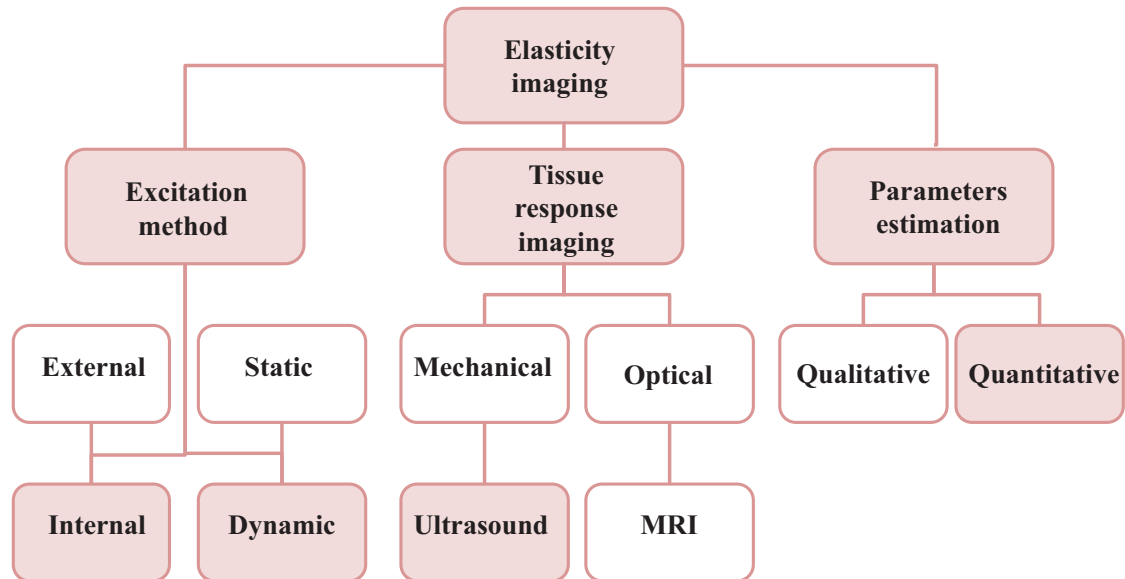 Elasticity
imaging
Excitation
method
Tissue
response
imaging
Parameters
estimation
External
Static
Mechanical
Optical
Qualitative
Quantitative
Internal
Dynamic
Ultrasound
MRI